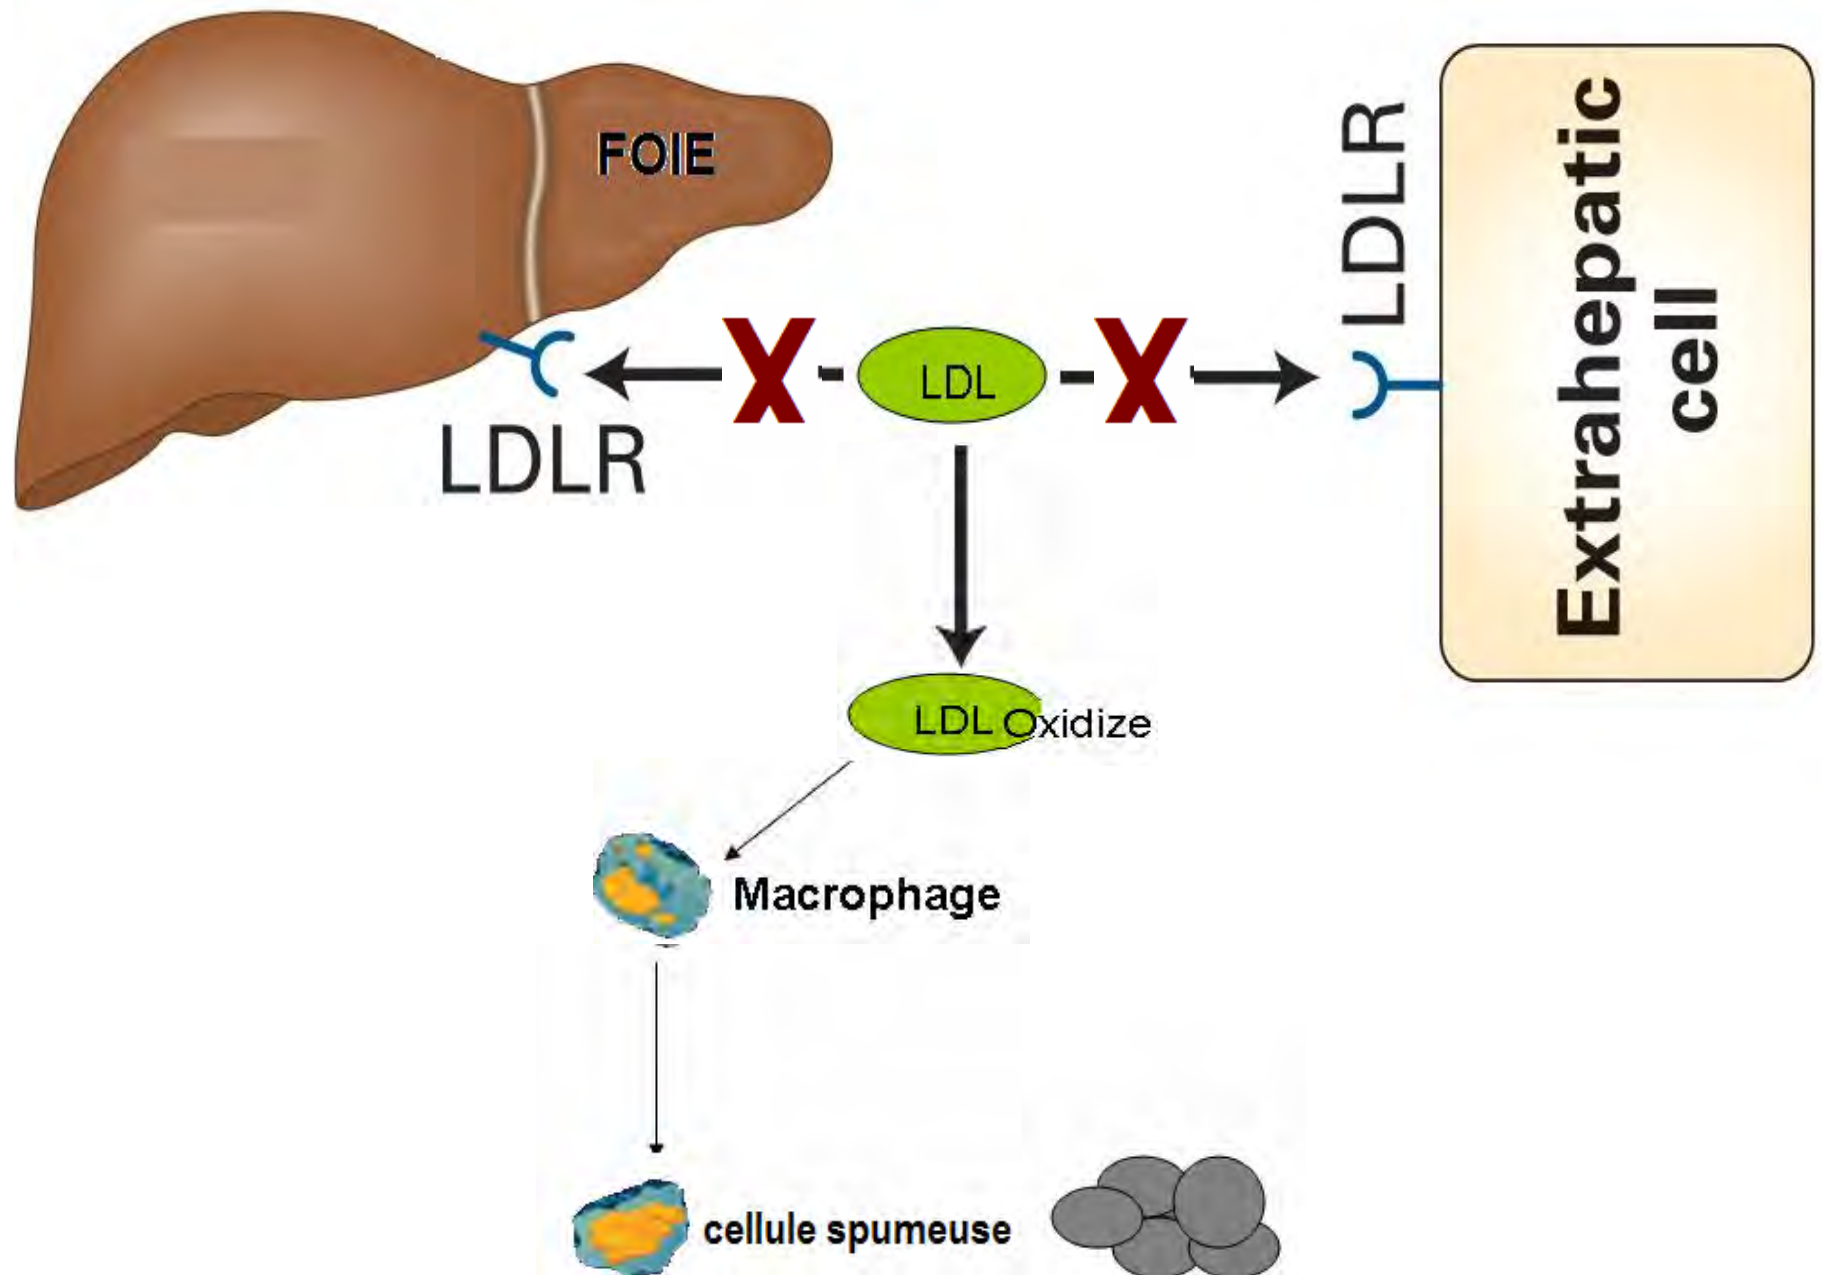 FOIE
LDLR
LDL
LDLR
Extrahepatic
cell
LDL Oxidize
Macrophage
cellule spumeuse